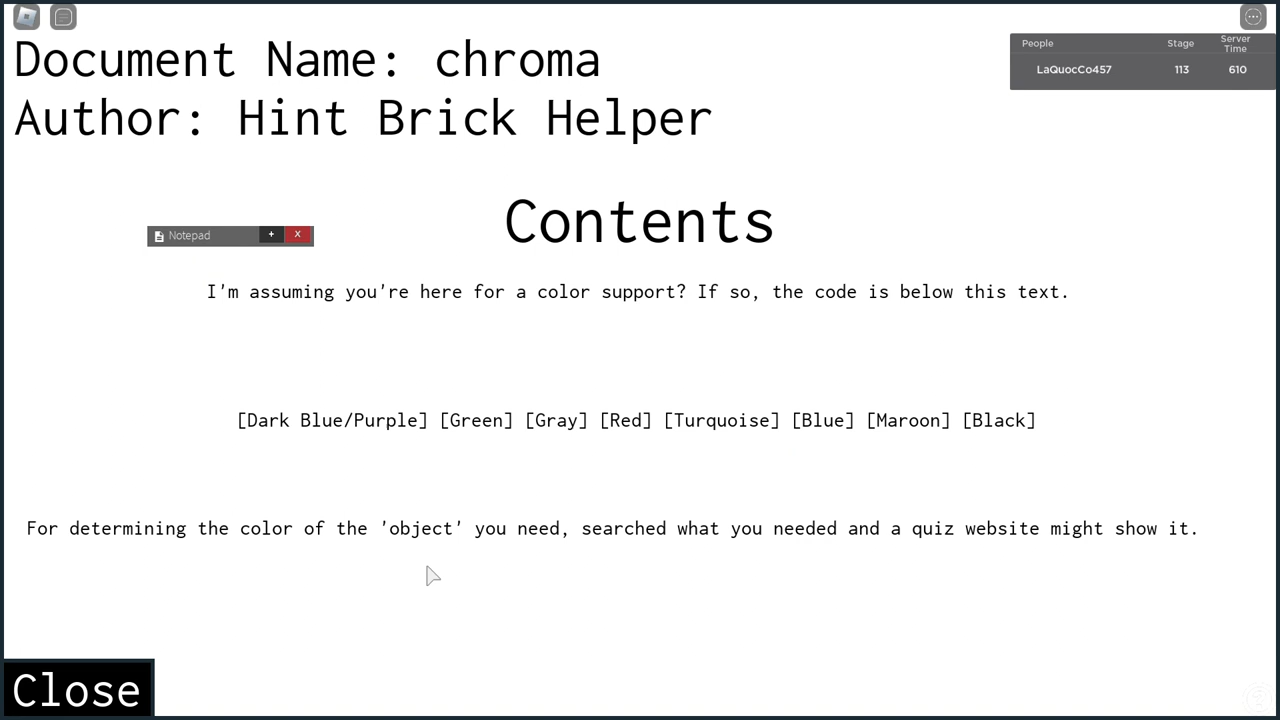 Document Name: chroma
Author: Hint Brick Helper
People Stage Server Time
LaQuocCo457 113 610
Contents
Notepad + X
I'm assuming you're here for a color support? If so, the code is below this text.
[Dark Blue/Purple] [Green] [Gray] [Red] [Turquoise] [Blue] [Maroon] [Black]
For determining the color of the 'object' you need, searched what you needed and a quiz website might show it.
Close